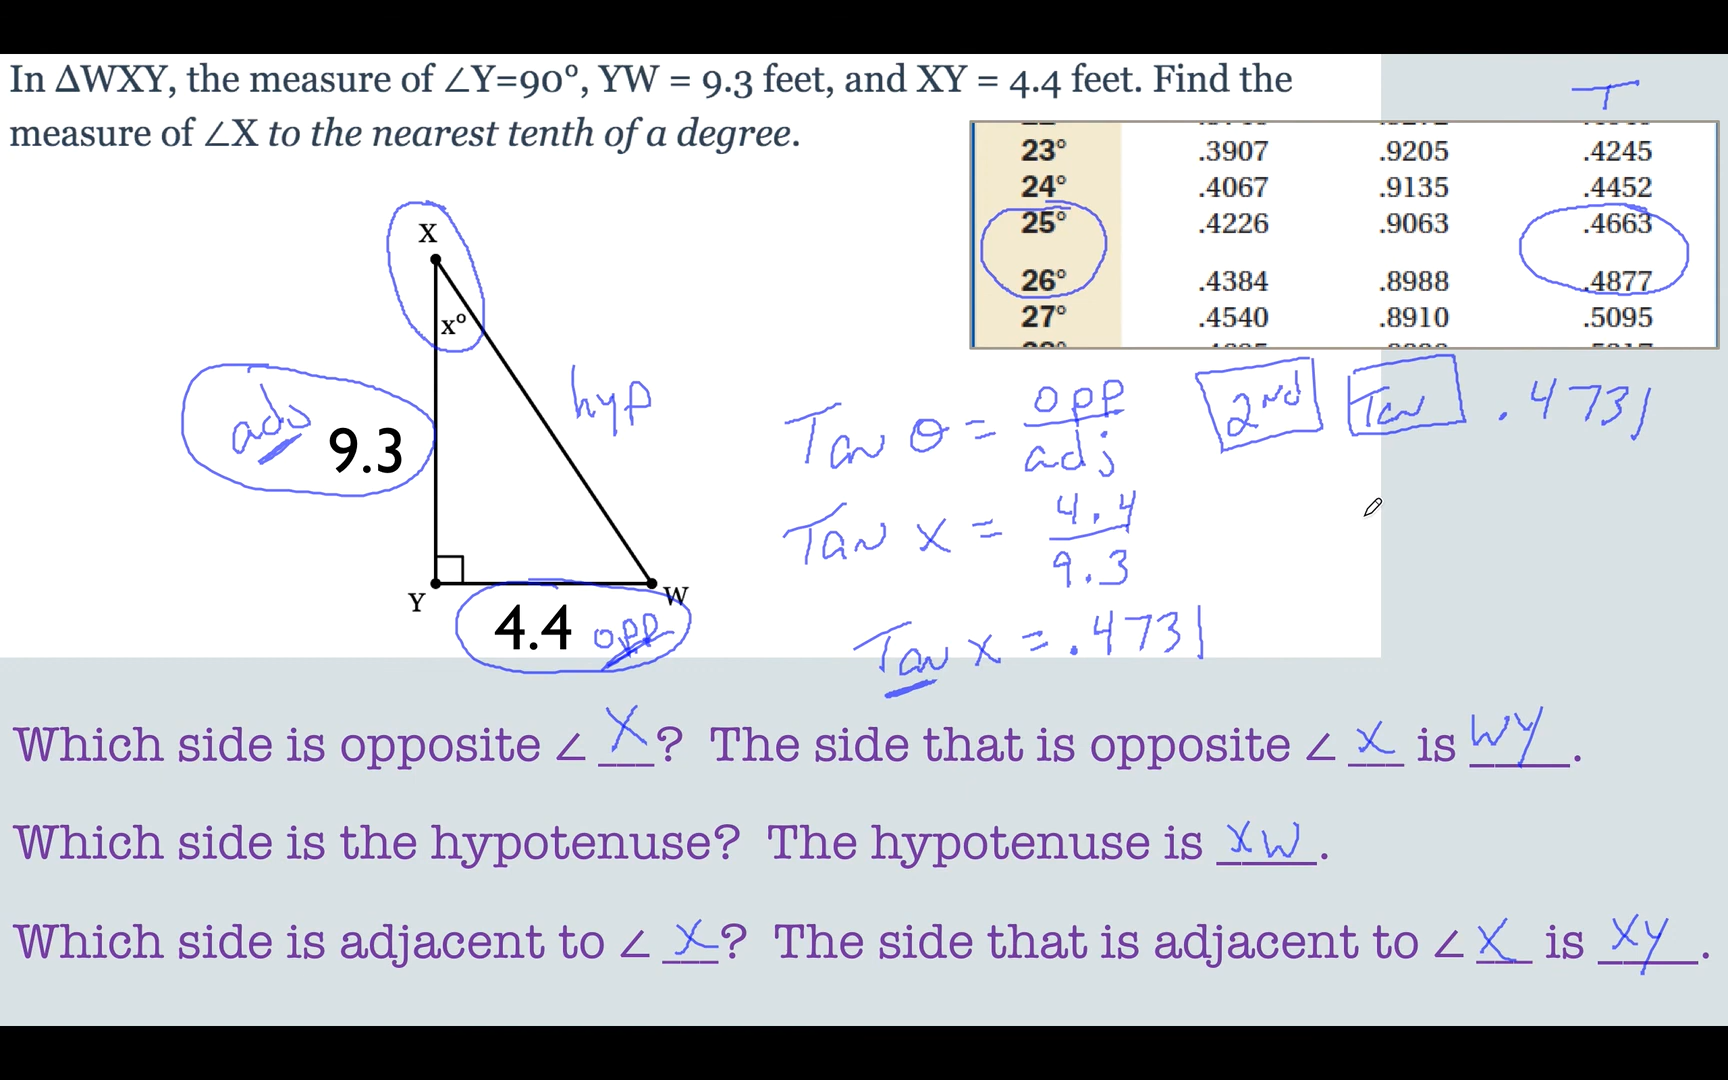 In ΔWXY, the measure of ∠Y=90°, YW = 9.3 feet, and XY = 4.4 feet. Find the
measure of ∠X to the nearest tenth of a degree.
T
23° .3907 .9205 .4245
24° .4067 .9135 .4452
25° .4226 .9063 .4663
26° .4384 .8988 .4877
27° .4540 .8910 .5095
X
x°
hyp
adj 9.3
Y
W
4.4 opp
Tan θ = opp/adj
2nd Tan .4731
Tan x = 4.4/9.3
Tan x = .4731
Which side is opposite ∠ X? The side that is opposite ∠ x is WY.
Which side is the hypotenuse? The hypotenuse is XW.
Which side is adjacent to ∠ X? The side that is adjacent to ∠ X is XY.